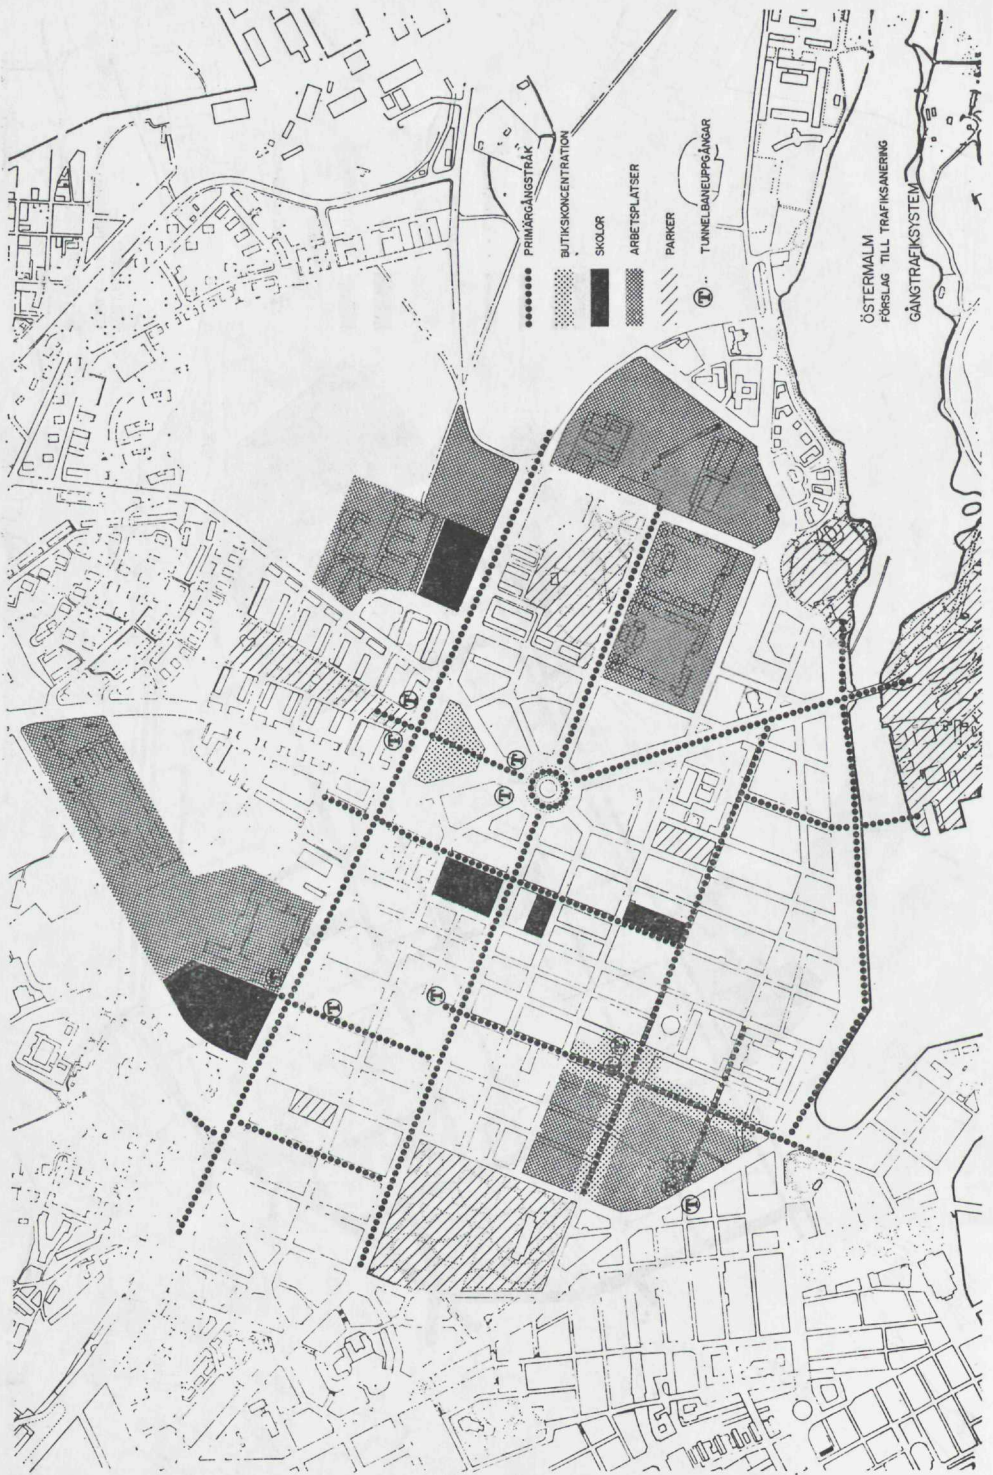 PRIMÄRGÅNGSTRÅK
BUTIKSKONCENTRATION
SKOLOR
ARBETSPLATSER
PARKER
T TUNNELBANEUPPGÅNGAR
ÖSTERMALM
FÖRSLAG TILL TRAFIKSANERING
GÅNGTRAFIKSYSTEM
T
T
T
T
T
T
T